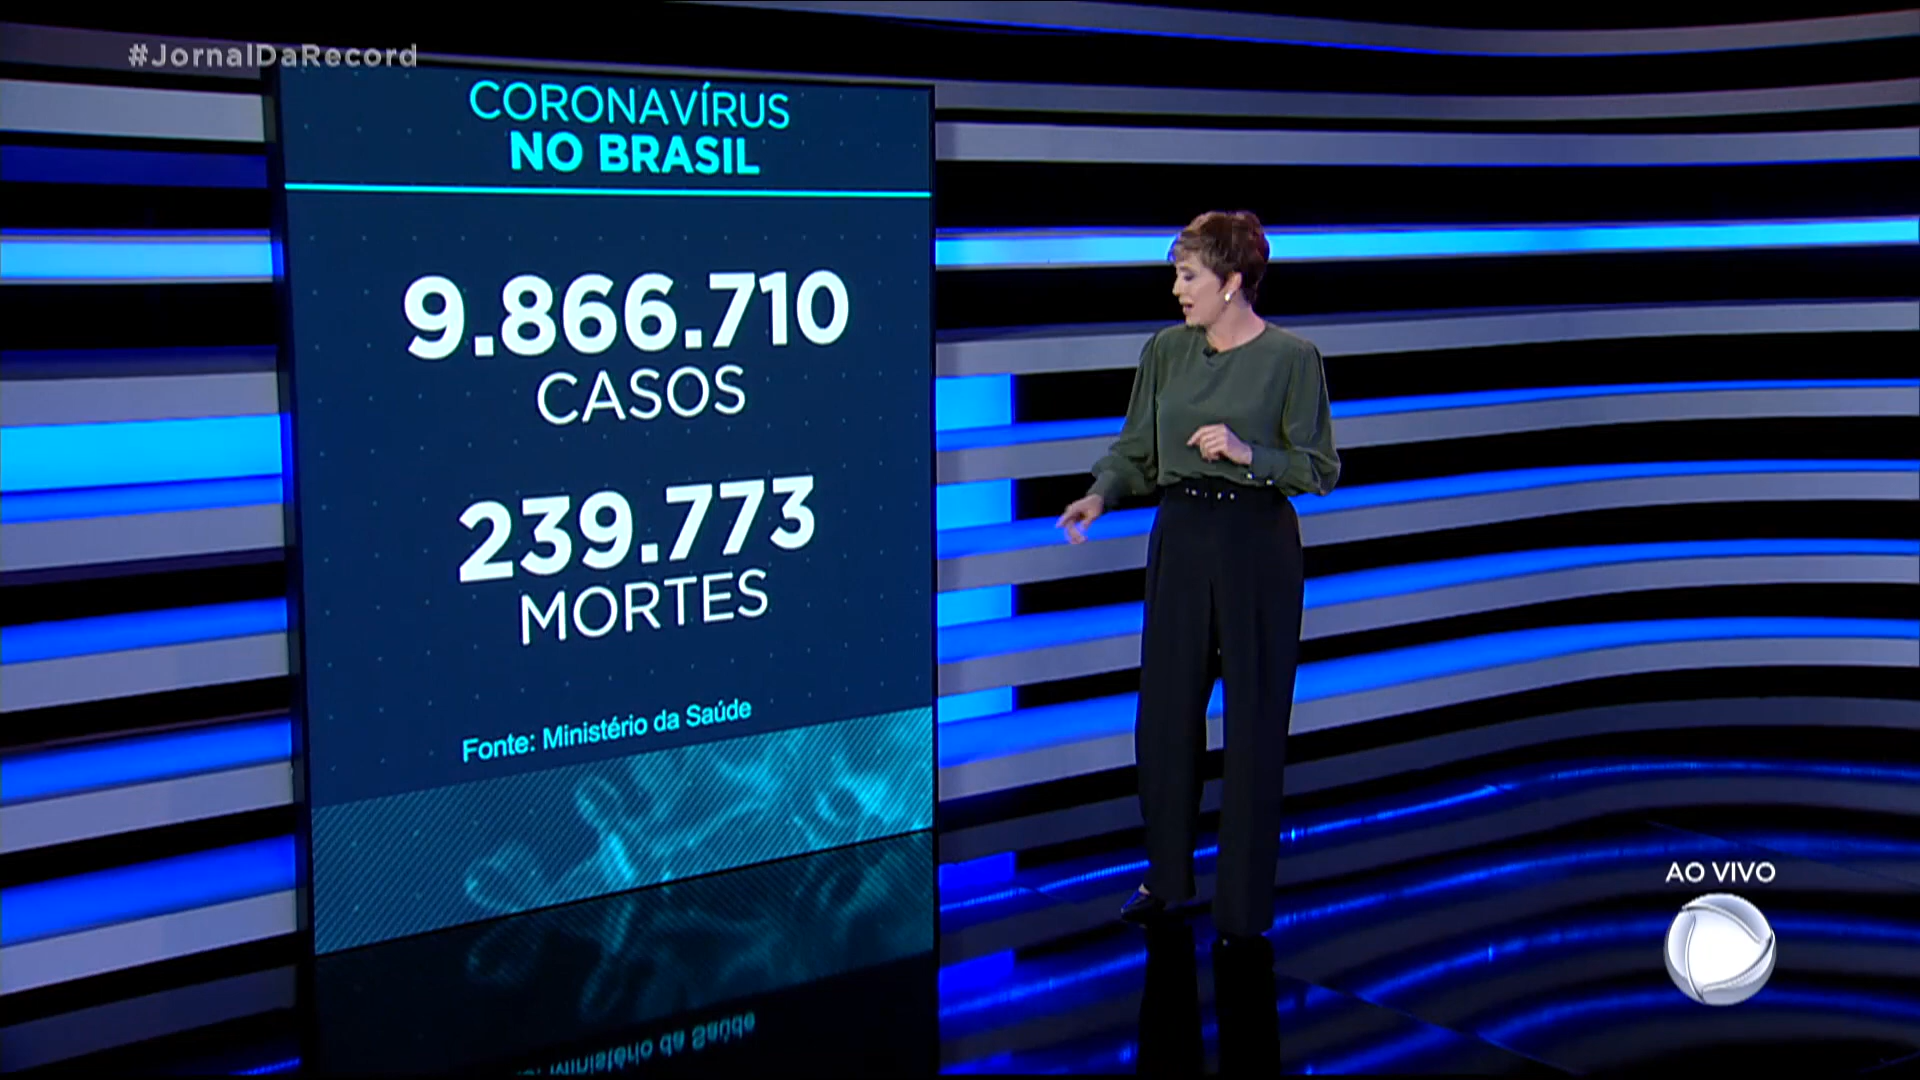 #JornalDaRecord
CORONAVÍRUS
NO BRASIL
9.866.710
CASOS
239.773
MORTES
Fonte: Ministério da Saúde
AO VIVO